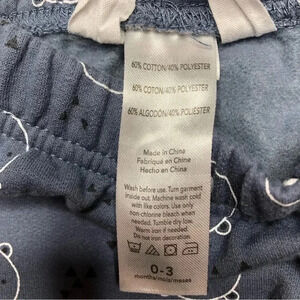 60% COTTON/40% POLYESTER
60% COTON/40% POLYESTER
60% ALGODÓN/40% POLIÉSTER
Made in China
Fabriqué en Chine
Hecho en China
Wash before use. Turn garment
inside out. Machine wash cold
with like colors. Use only
non-chlorine bleach when
needed. Tumble dry low.
Warm iron if needed.
Do not iron decoration.
0-3
months/mois/meses